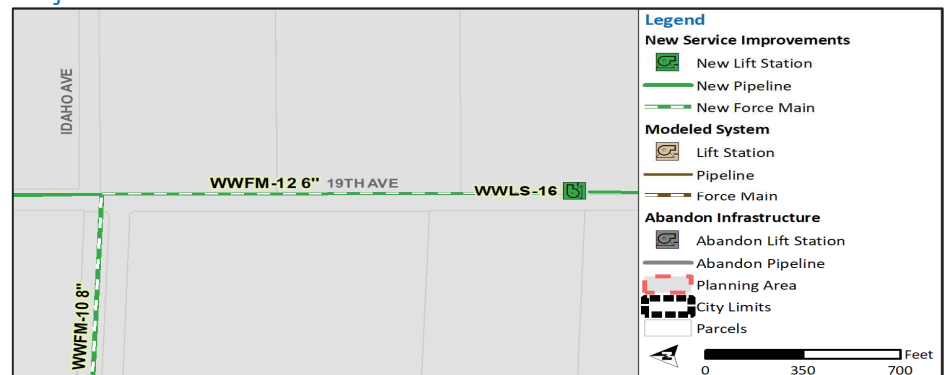 IDAHO AVE
WWFM-12 6" 19TH AVE
WWLS-16
WWFM-10 8"
Legend
New Service Improvements
New Lift Station
New Pipeline
New Force Main
Modeled System
Lift Station
Pipeline
Force Main
Abandon Infrastructure
Abandon Lift Station
Abandon Pipeline
Planning Area
City Limits
Parcels
Feet
0 350 700